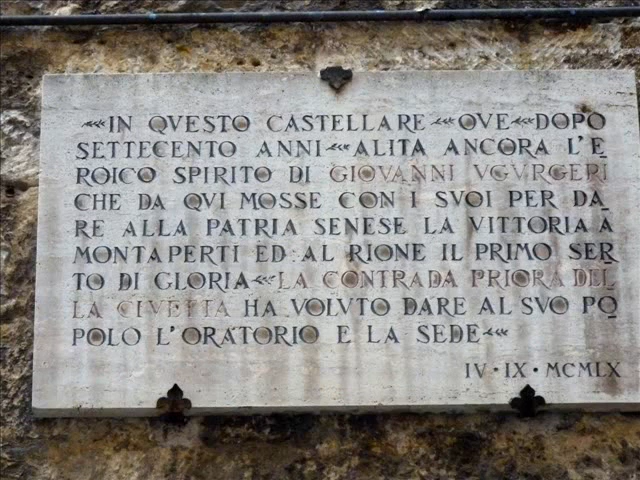 IN QVESTO CASTELLARE OVE DOPO
SETTECENTO ANNI ALITA ANCORA L'E
ROICO SPIRITO DI GIOVANNI VGVRGERI
CHE DA QVI MOSSE CON I SVOI PER DA
RE ALLA PATRIA SENESE LA VITTORIA A
MONTAPERTI ED AL RIONE IL PRIMO SER
TO DI GLORIA LA CONTRADA PRIORA DEL
LA CIVETTA HA VOLVTO DARE AL SVO PO
POLO L'ORATORIO E LA SEDE
IV·IX·MCMLX